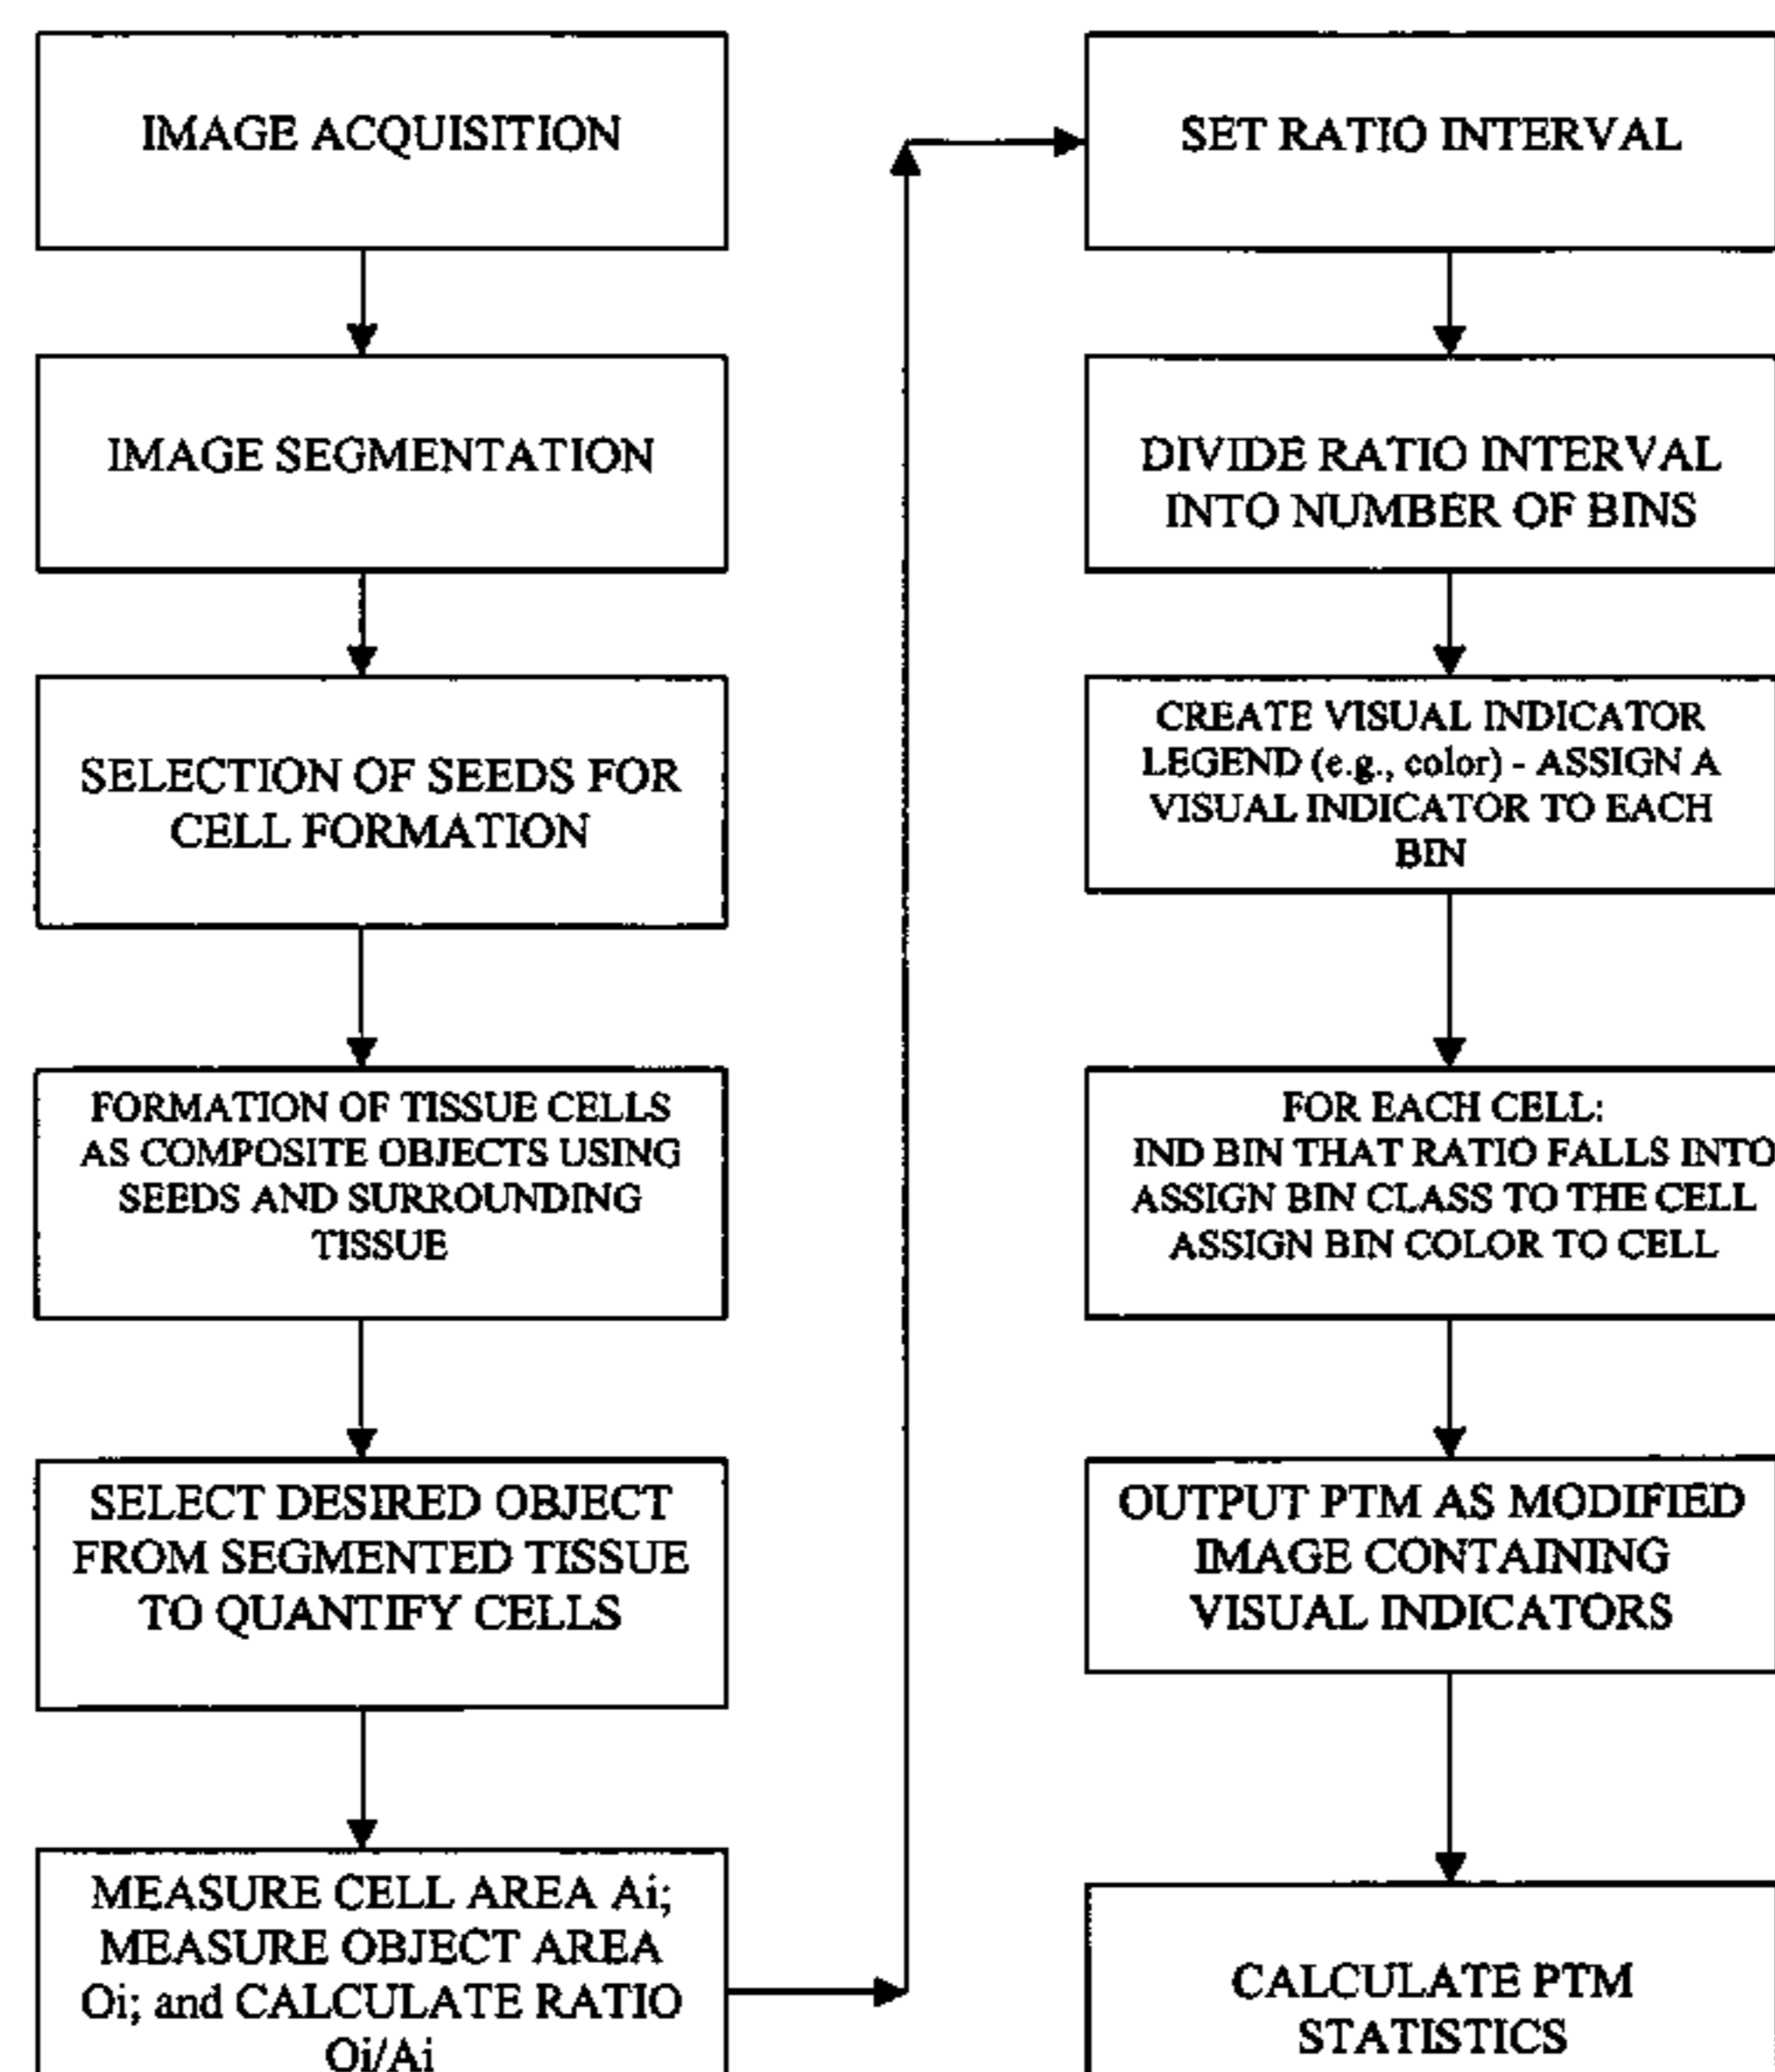 IMAGE ACQUISITION
IMAGE SEGMENTATION
SELECTION OF SEEDS FOR
CELL FORMATION
FORMATION OF TISSUE CELLS
AS COMPOSITE OBJECTS USING
SEEDS AND SURROUNDING
TISSUE
SELECT DESIRED OBJECT
FROM SEGMENTED TISSUE
TO QUANTIFY CELLS
MEASURE CELL AREA Ai;
MEASURE OBJECT AREA
Oi; and CALCULATE RATIO
Oi/Ai
SET RATIO INTERVAL
DIVIDE RATIO INTERVAL
INTO NUMBER OF BINS
CREATE VISUAL INDICATOR
LEGEND (e.g., color) - ASSIGN A
VISUAL INDICATOR TO EACH
BIN
FOR EACH CELL:
IND BIN THAT RATIO FALLS INTO
ASSIGN BIN CLASS TO THE CELL
ASSIGN BIN COLOR TO CELL
OUTPUT PTM AS MODIFIED
IMAGE CONTAINING
VISUAL INDICATORS
CALCULATE PTM
STATISTICS